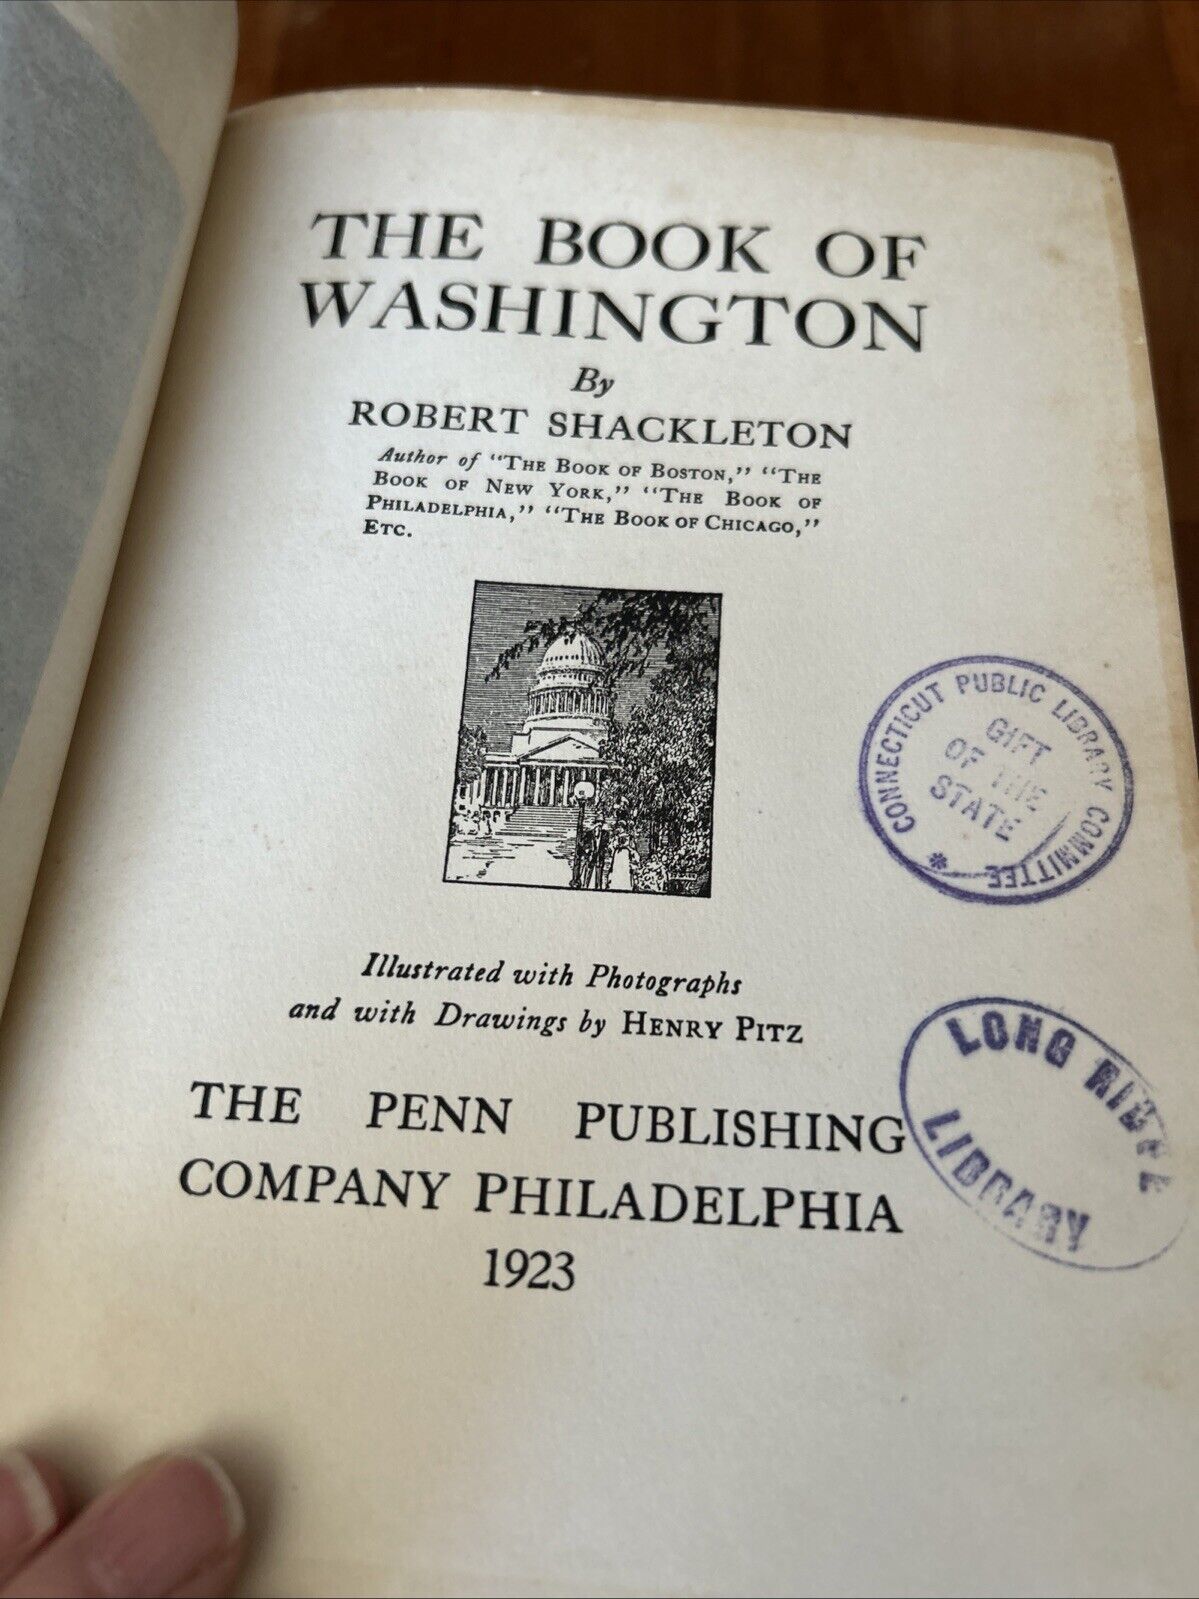 THE BOOK OF
WASHINGTON
By
ROBERT SHACKLETON
Author of "THE BOOK OF BOSTON," "THE
BOOK OF NEW YORK," "THE BOOK OF
PHILADELPHIA," "THE BOOK OF CHICAGO,"
ETC.
CONNECTICUT PUBLIC LIBRARY COMMITTEE *
GIFT
OF THE
STATE
Illustrated with Photographs
and with Drawings by HENRY PITZ
LONG RIDGE
LIBRARY
THE PENN PUBLISHING
COMPANY PHILADELPHIA
1923